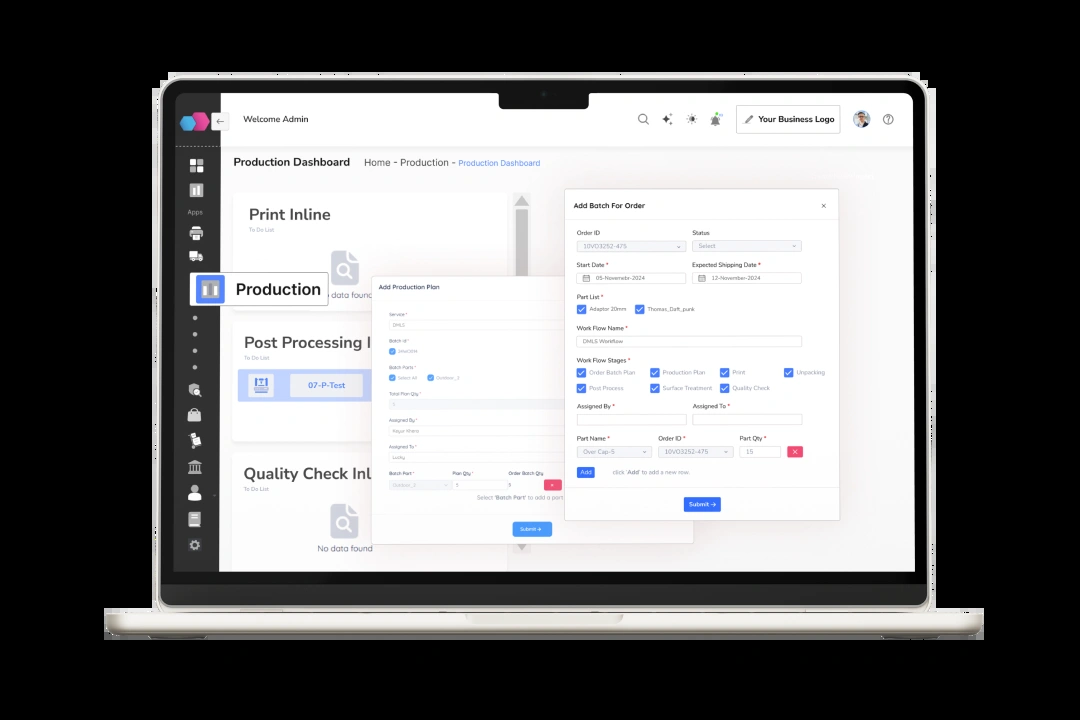 Welcome Admin
Your Business Logo
Production Dashboard
Home - Production - Production Dashboard
Apps
Production
Print Inline
To Do List
data found
Post Processing I
To Do List
07-P-Test
Quality Check Inl
To Do List
No data found
Add Production Plan
Service *
DMLS
Batch Id *
Batch Parts *
Select All
Total Plan Qty *
Assigned By *
Assigned To *
Lucky
Batch Part * Plan Qty * Order Batch Qty
5
Select 'Batch Part' to add a part
Submit
Add Batch For Order
Order ID Status
10VO3252-475 Select
Start Date * Expected Shipping Date *
05-Novemebr-2024 12-November-2024
Part List *
Adaptor 20mm Thomas_Daft_punk
Work Flow Name *
DMLS Workflow
Work Flow Stages *
Order Batch Plan Production Plan Print Unpacking
Post Process Surface Treatment Quality Check
Assigned By * Assigned To *
Part Name * Order ID * Part Qty *
Over Cap-5 10VO3252-475 15
Add click 'Add' to add a new row.
Submit